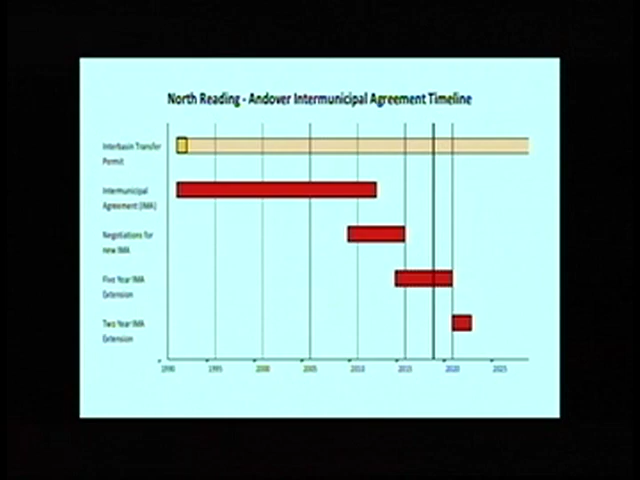 North Reading - Andover Intermunicipal Agreement Timeline
Interbasin Transfer
Permit
Intermunicipal
Agreement (IMA)
Negotiations for
new IMA
Five Year IMA
Extension
Two Year IMA
Extension
1990 1995 2000 2005 2010 2015 2020 2025